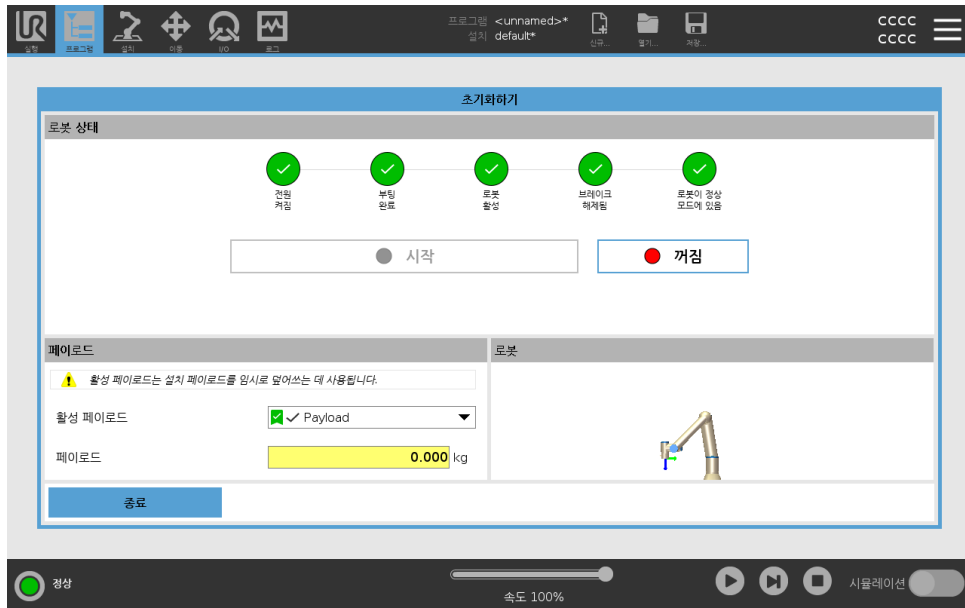 프로그램 <unnamed>*
설치 default*
CCCC
CCCC
실행
프로그램
설치
이동
I/O
로그
신규...
열기...
저장...
초기화하기
로봇 상태
전원
켜짐
부팅
완료
로봇
활성
브레이크
해제됨
로봇이 정상
모드에 있음
시작
꺼짐
페이로드
로봇
활성 페이로드는 설치 페이로드를 임시로 덮어쓰는 데 사용됩니다.
활성 페이로드
Payload
페이로드
0.000 kg
종료
정상
속도 100%
시뮬레이션